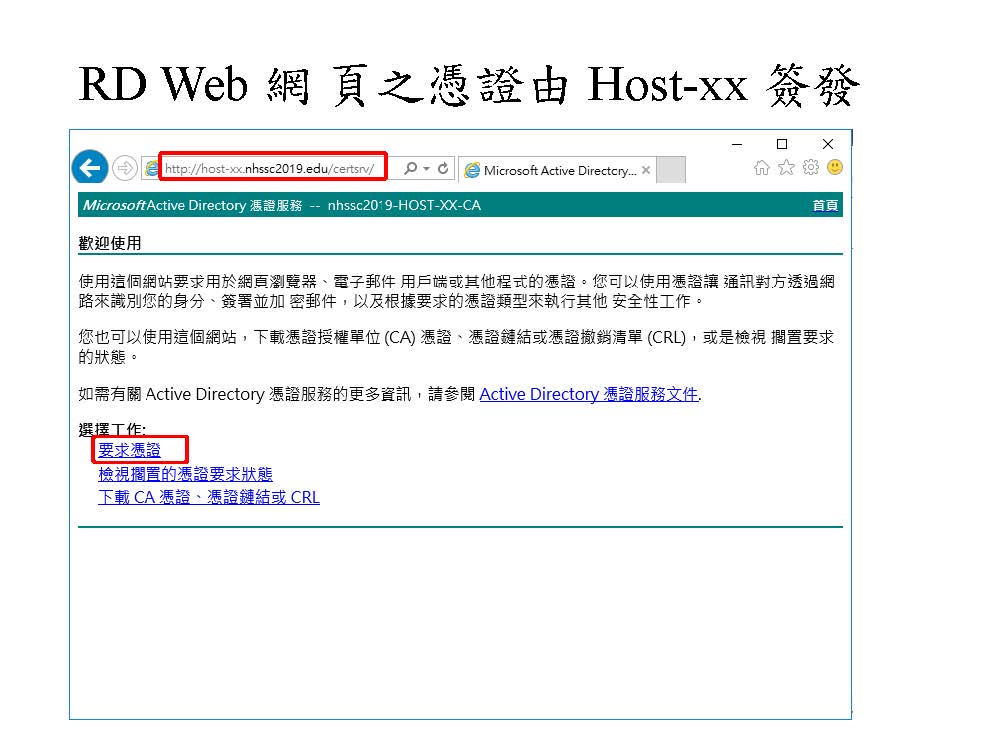 RD Web 網 頁之憑證由 Host-xx 簽發
http://host-xx.nhssc2019.edu/certsrv/
Microsoft Active Directory...
Microsoft Active Directory 憑證服務 -- nhssc2019-HOST-XX-CA 首頁
歡迎使用
使用這個網站要求用於網頁瀏覽器、電子郵件 用戶端或其他程式的憑證。您可以使用憑證讓 通訊對方透過網
路來識別您的身分、簽署並加 密郵件，以及根據要求的憑證類型來執行其他 安全性工作。
您也可以使用這個網站，下載憑證授權單位 (CA) 憑證、憑證鏈結或憑證撤銷清單 (CRL)，或是檢視 擱置要求
的狀態。
如需有關 Active Directory 憑證服務的更多資訊，請參閱 Active Directory 憑證服務文件.
選擇工作:
要求憑證
檢視擱置的憑證要求狀態
下載 CA 憑證、憑證鏈結或 CRL